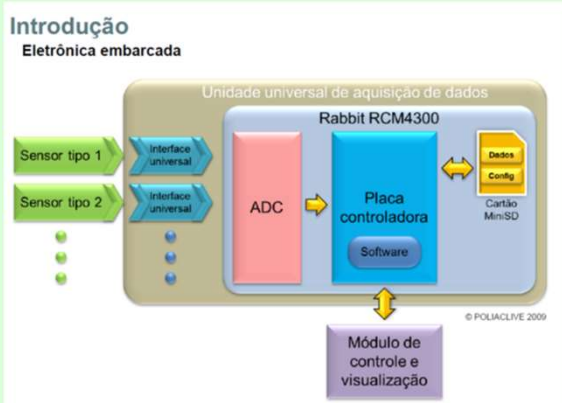 Introdução
Eletrônica embarcada
Unidade universal de aquisição de dados
Rabbit RCM4300
Sensor tipo 1
Interface
universal
Sensor tipo 2
Interface
universal
ADC
Placa
controladora
Software
Dados
Config
Cartão
MiniSD
© POLIACLIVE 2009
Módulo de
controle e
visualização